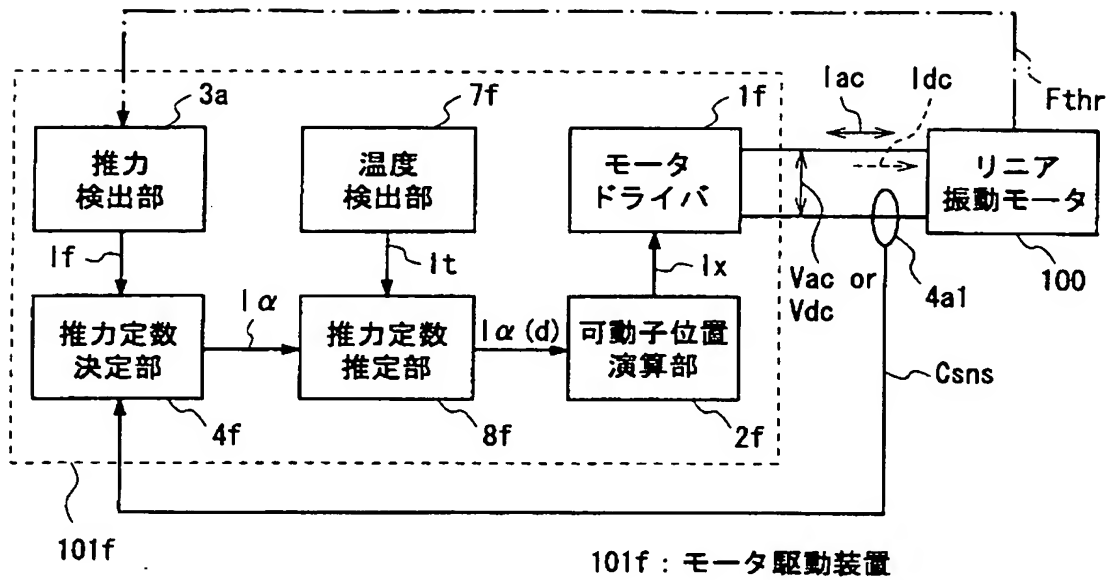 Iac
Idc
Fthr
3a
7f
1f
推力
検出部
温度
検出部
モータ
ドライバ
リニア
振動モータ
If
It
Ix
Vac or
Vdc
4a1
100
推力定数
決定部
Iα
推力定数
推定部
Iα(d)
可動子位置
演算部
Csns
4f
8f
2f
101f
101f:モータ駆動装置